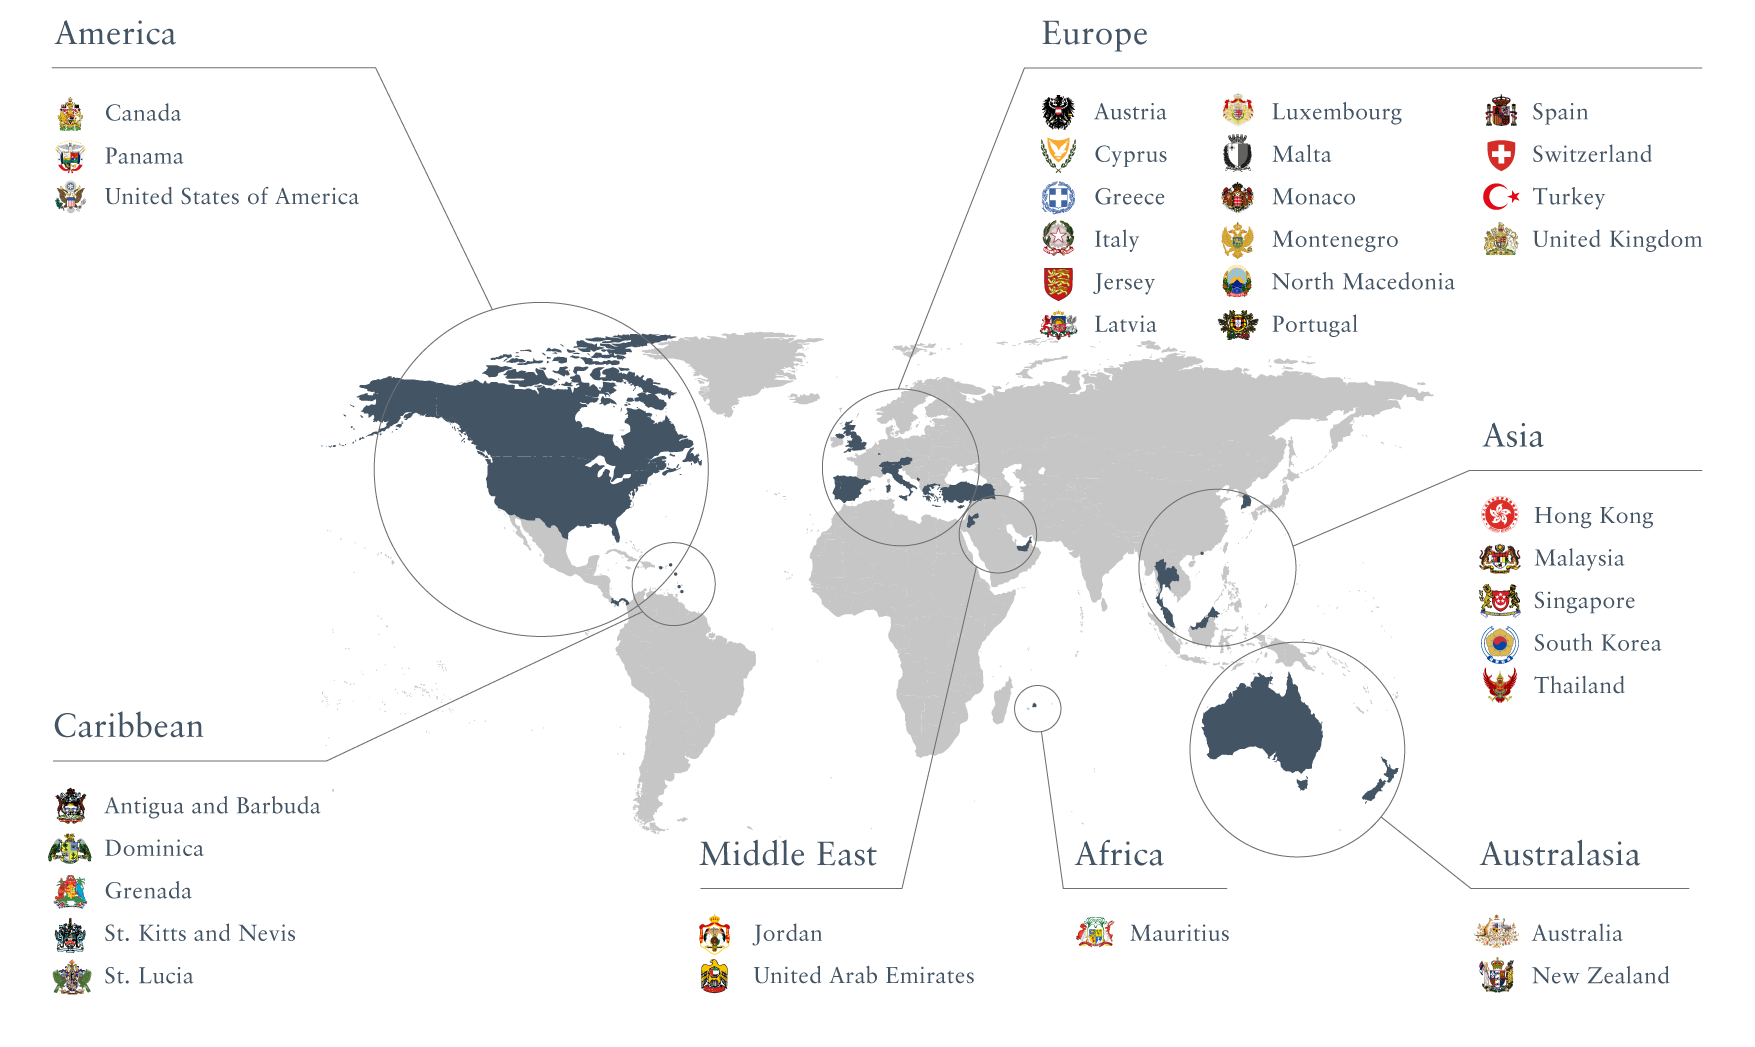 America
Canada
Panama
United States of America
Europe
Austria
Cyprus
Greece
Italy
Jersey
Latvia
Luxembourg
Malta
Monaco
Montenegro
North Macedonia
Portugal
Spain
Switzerland
Turkey
United Kingdom
Asia
Hong Kong
Malaysia
Singapore
South Korea
Thailand
Caribbean
Antigua and Barbuda
Dominica
Grenada
St. Kitts and Nevis
St. Lucia
Middle East
Jordan
United Arab Emirates
Africa
Mauritius
Australasia
Australia
New Zealand